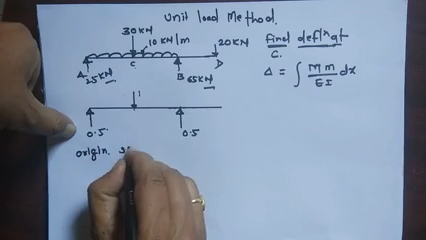 Unit load Method.
30KN
10 KN/m
20KN
Find deflⁿ at
C.
A
C
B
D
25KN
65KN
Δ = ∫ M m / EI dx
1
0.5
0.5
origin.